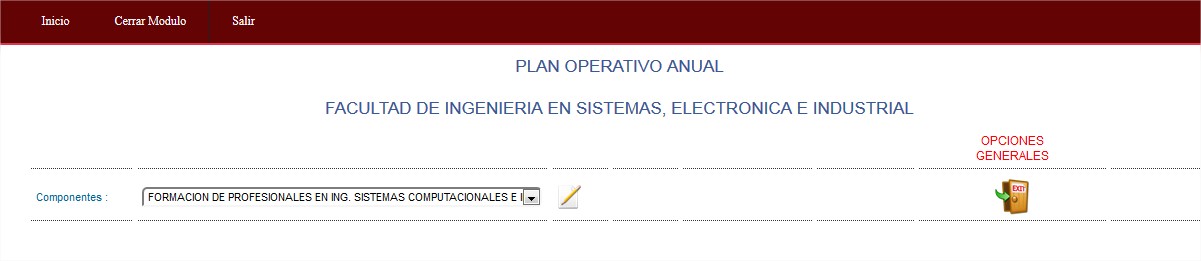 Inicio Cerrar Modulo Salir
PLAN OPERATIVO ANUAL
FACULTAD DE INGENIERIA EN SISTEMAS, ELECTRONICA E INDUSTRIAL
OPCIONES
GENERALES
Componentes : FORMACION DE PROFESIONALES EN ING. SISTEMAS COMPUTACIONALES E I
EXIT